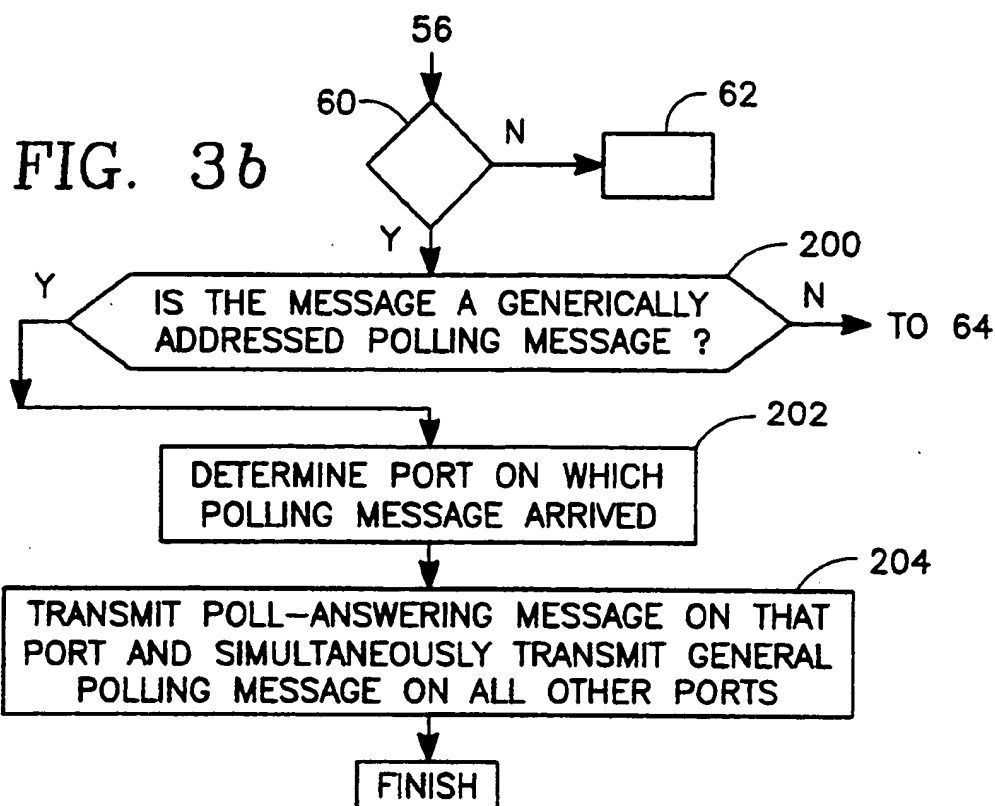 56
60
N
62
FIG. 3b
Y
200
Y
IS THE MESSAGE A GENERICALLY
ADDRESSED POLLING MESSAGE ?
N
TO 64
202
DETERMINE PORT ON WHICH
POLLING MESSAGE ARRIVED
204
TRANSMIT POLL-ANSWERING MESSAGE ON THAT
PORT AND SIMULTANEOUSLY TRANSMIT GENERAL
POLLING MESSAGE ON ALL OTHER PORTS
FINISH